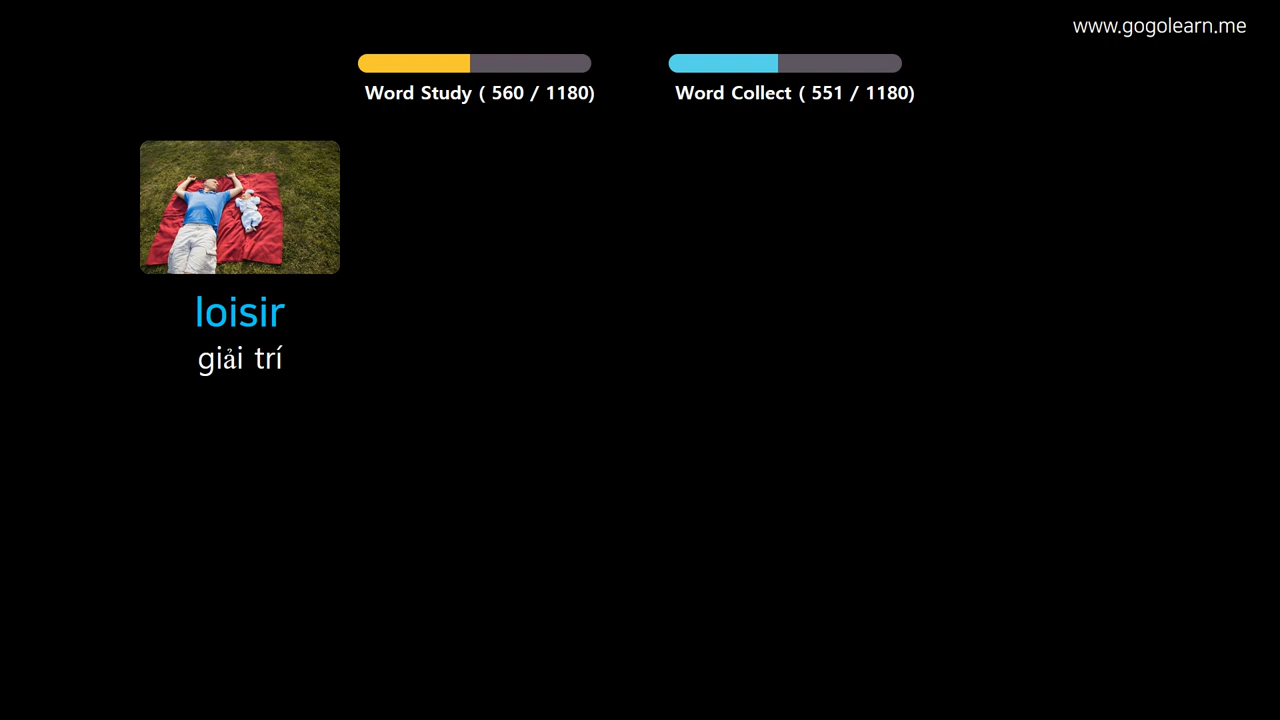 www.gogolearn.me
Word Study ( 560 / 1180)
Word Collect ( 551 / 1180)
loisir
giải trí